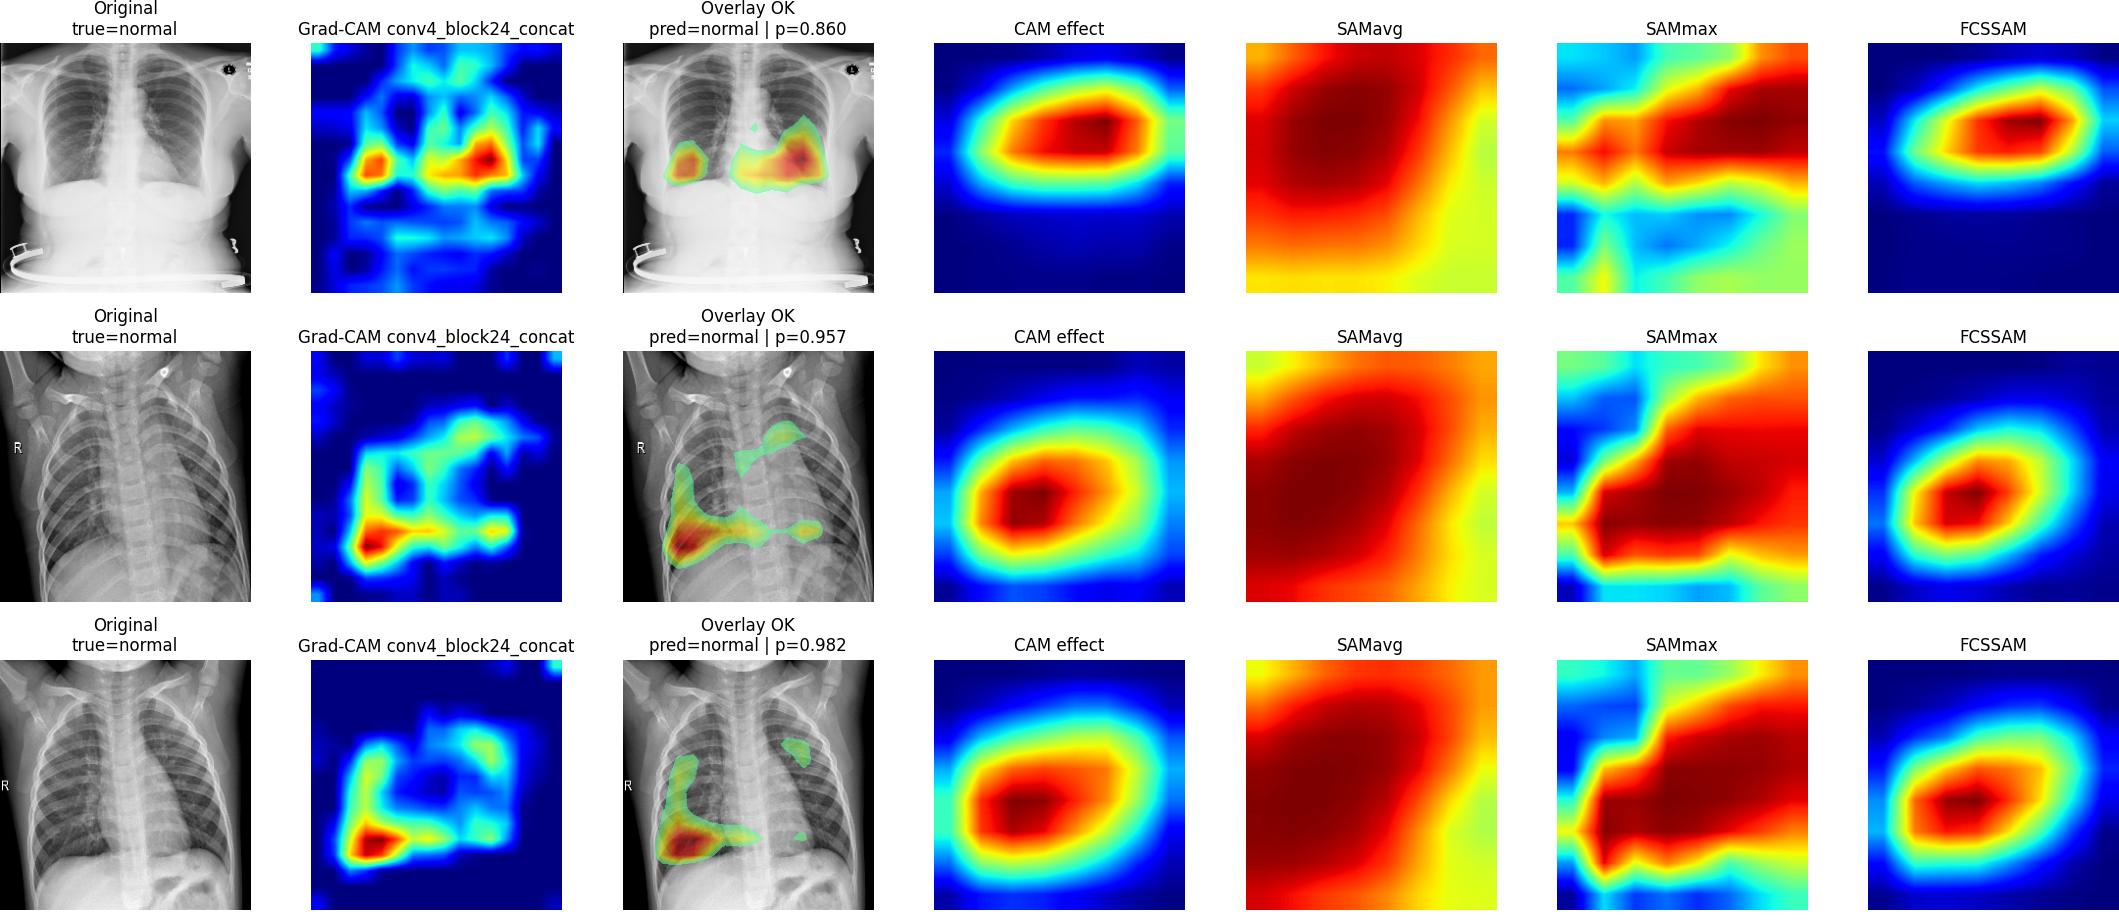 Original
true=normal
Grad-CAM conv4_block24_concat
Overlay OK
pred=normal | p=0.860
CAM effect
SAMavg
SAMmax
FCSSAM
L
Original
true=normal
Grad-CAM conv4_block24_concat
Overlay OK
pred=normal | p=0.957
CAM effect
SAMavg
SAMmax
FCSSAM
R
R
Original
true=normal
Grad-CAM conv4_block24_concat
Overlay OK
pred=normal | p=0.982
CAM effect
SAMavg
SAMmax
FCSSAM
R
R